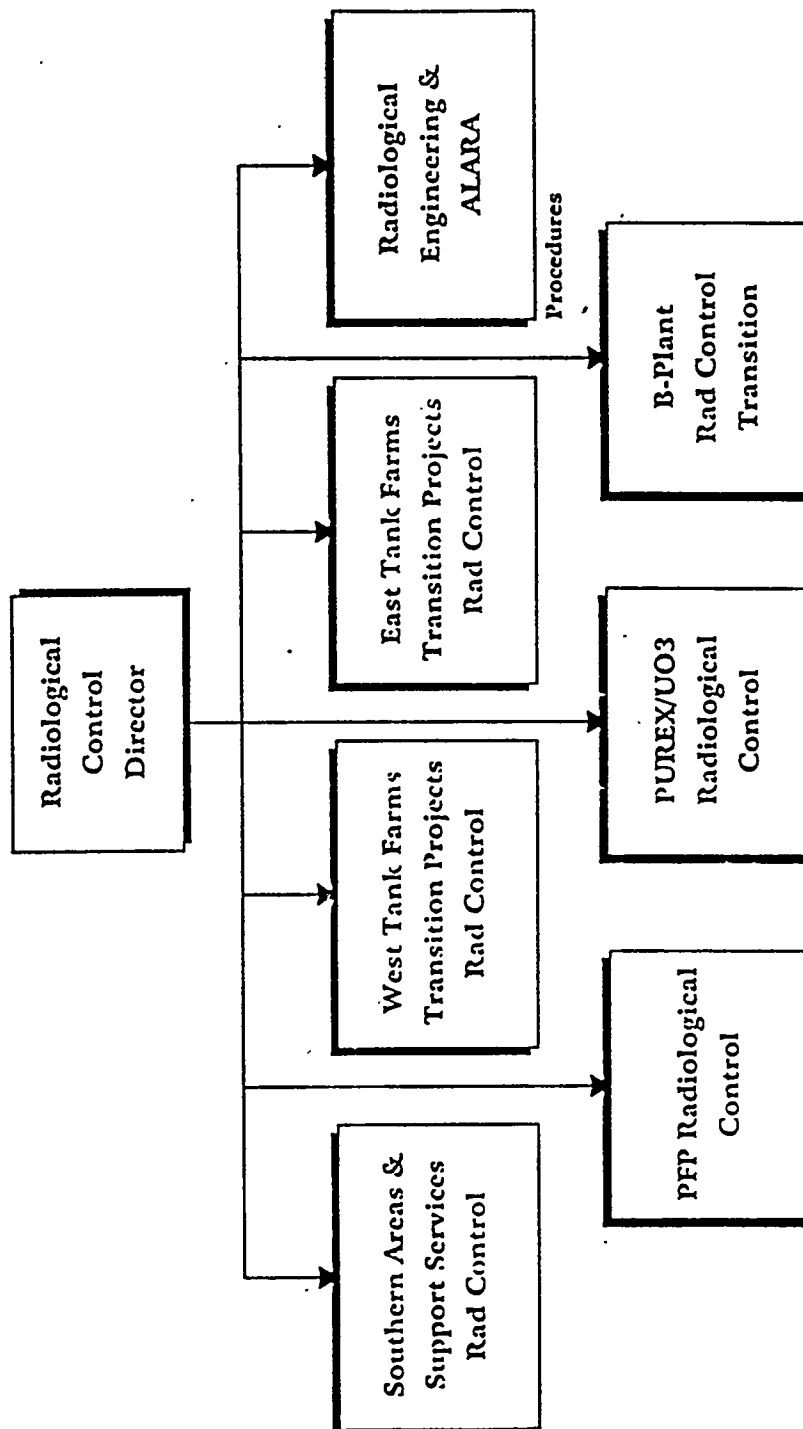 Radiological
Control
Director
Southern Areas &
Support Services
Rad Control
West Tank Farms
Transition Projects
Rad Control
East Tank Farms
Transition Projects
Rad Control
Radiological
Engineering &
ALARA
Procedures
PFP Radiological
Control
PUREX/UO3
Radiological
Control
B-Plant
Rad Control
Transition